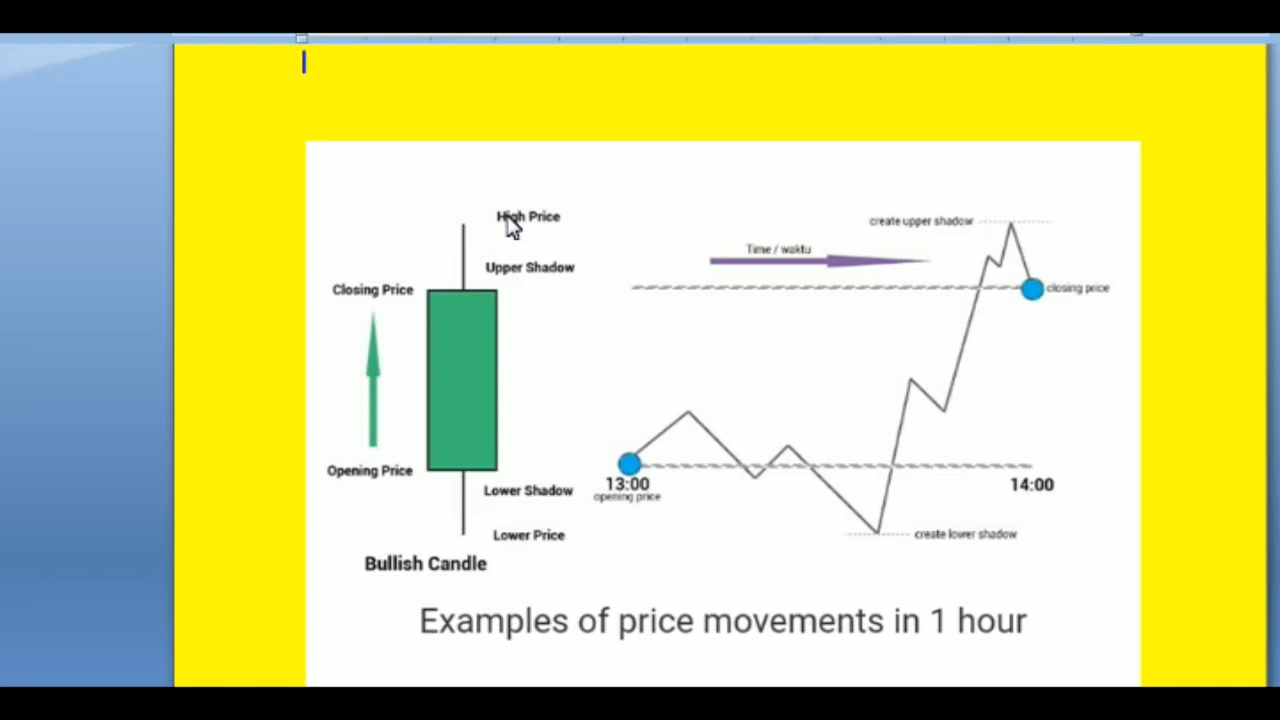 High Price
Upper Shadow
Closing Price
Opening Price
Lower Shadow
Lower Price
Bullish Candle
create upper shadow
Time / waktu
closing price
13:00
opening price
14:00
create lower shadow
Examples of price movements in 1 hour